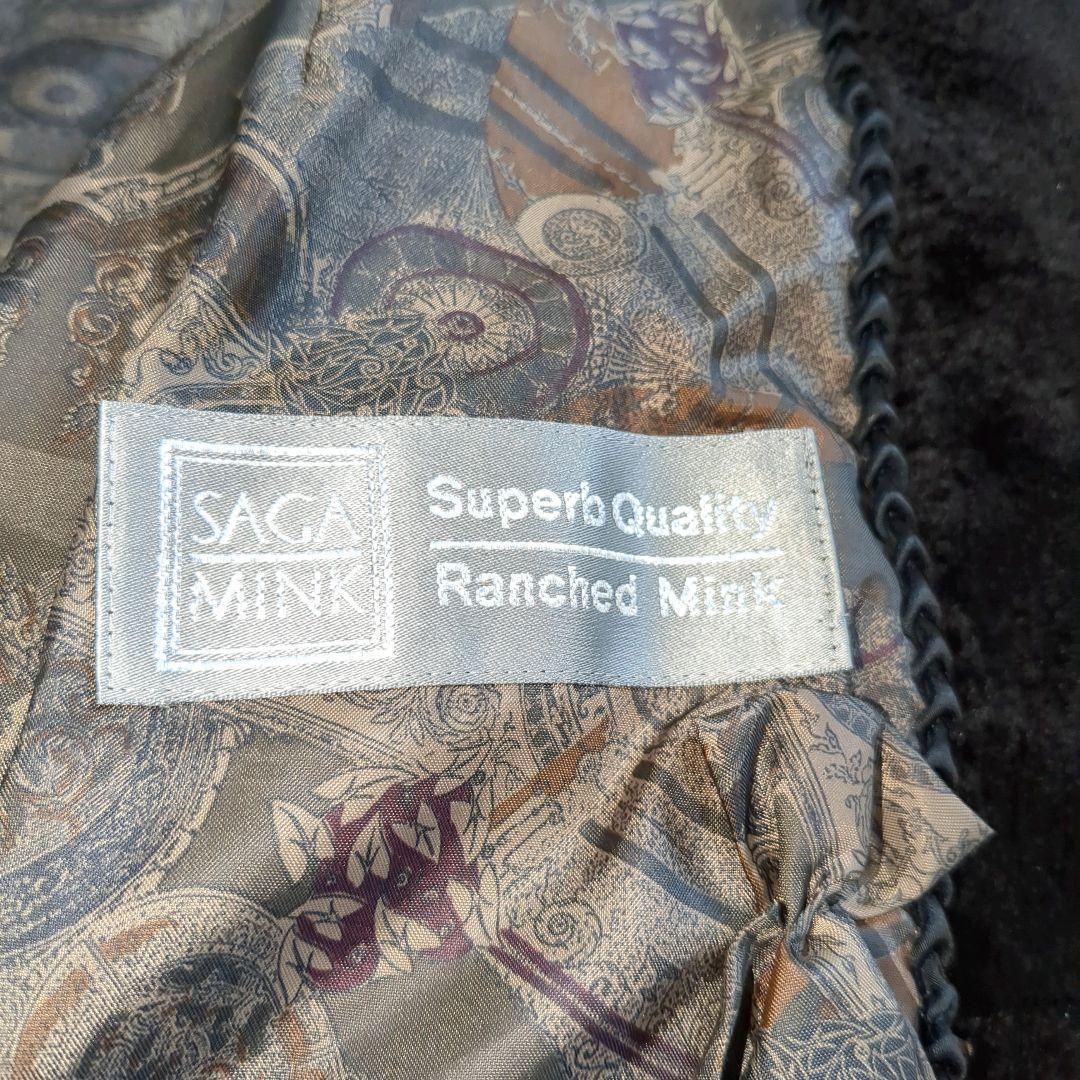 SAGA
MINK
Superb Quality
Ranched Mink